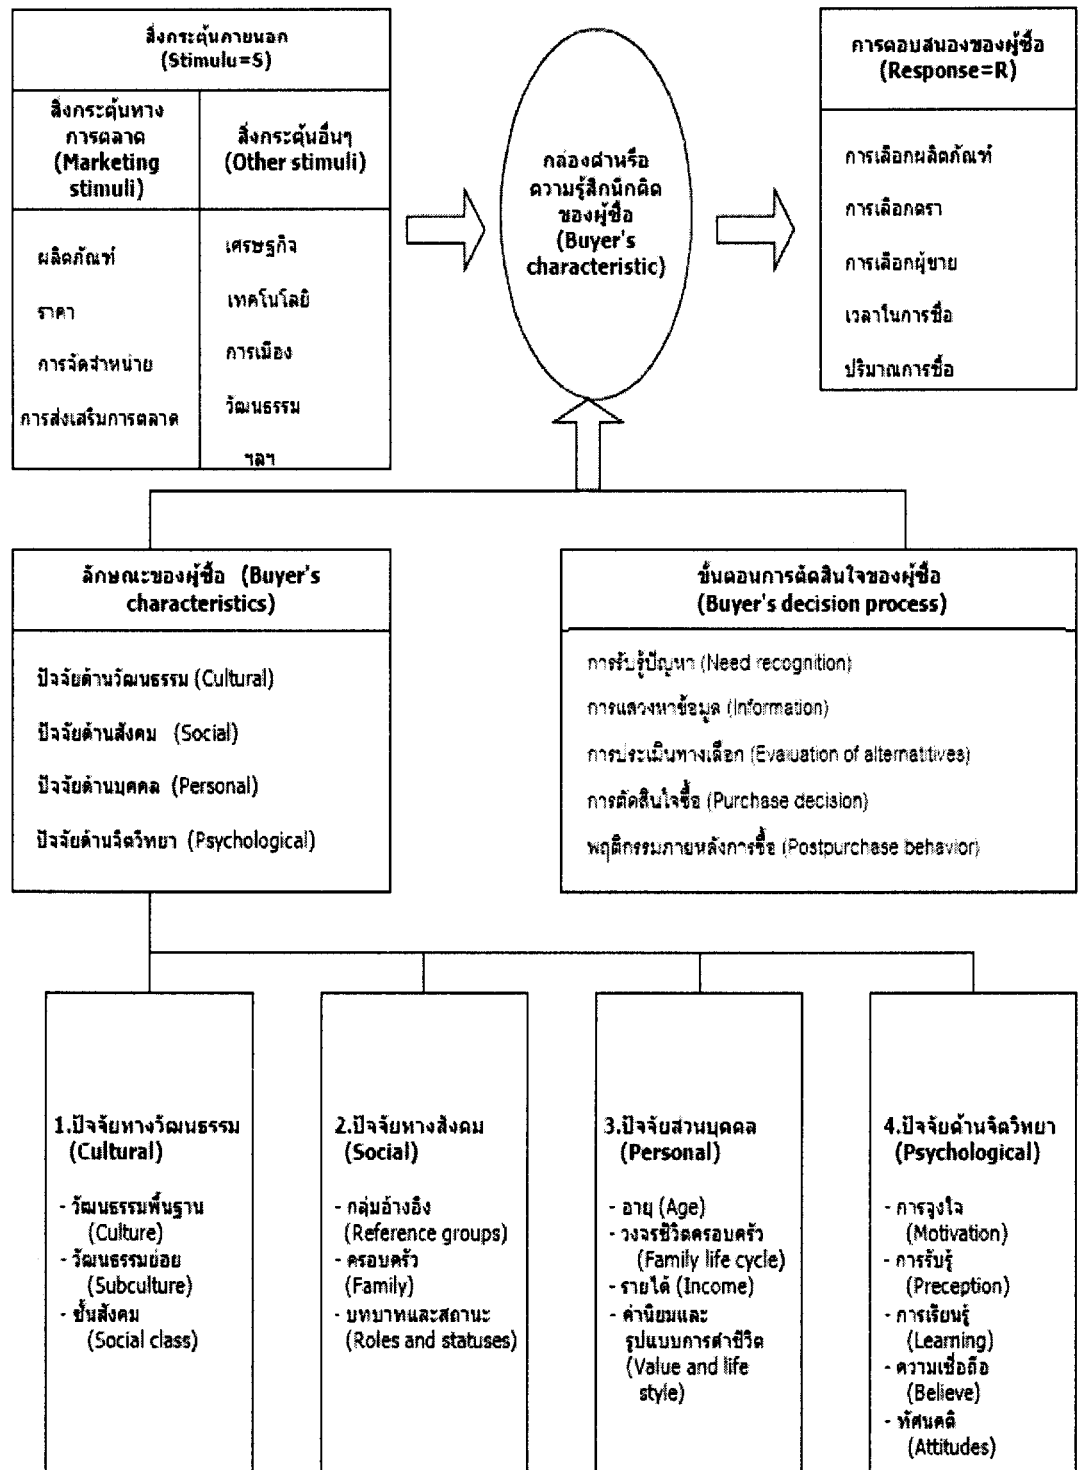 สิ่งกระตุ้นภายนอก
(Stimulu=S)
สิ่งกระตุ้นทาง
การตลาด
(Marketing
stimuli)
สิ่งกระตุ้นอื่นๆ
(Other stimuli)
ผลิตภัณฑ์
ราคา
การจัดจำหน่าย
การส่งเสริมการตลาด
เศรษฐกิจ
เทคโนโลยี
การเมือง
วัฒนธรรม
ฯลฯ
กล่องดำหรือ
ความรู้สึกนึกคิด
ของผู้ซื้อ
(Buyer's
characteristic)
การตอบสนองของผู้ซื้อ
(Response=R)
การเลือกผลิตภัณฑ์
การเลือกตรา
การเลือกผู้ขาย
เวลาในการซื้อ
ปริมาณการซื้อ
ลักษณะของผู้ซื้อ (Buyer's
characteristics)
ปัจจัยด้านวัฒนธรรม (Cultural)
ปัจจัยด้านสังคม (Social)
ปัจจัยด้านบุคคล (Personal)
ปัจจัยด้านจิตวิทยา (Psychological)
ขั้นตอนการตัดสินใจของผู้ซื้อ
(Buyer's decision process)
การรับรู้ปัญหา (Need recognition)
การแสวงหาข้อมูล (Information)
การประเมินทางเลือก (Evaluation of alternatitives)
การตัดสินใจซื้อ (Purchase decision)
พฤติกรรมภายหลังการซื้อ (Postpurchase behavior)
1.ปัจจัยทางวัฒนธรรม
(Cultural)
- วัฒนธรรมพื้นฐาน
(Culture)
- วัฒนธรรมย่อย
(Subculture)
- ชั้นสังคม
(Social class)
2.ปัจจัยทางสังคม
(Social)
- กลุ่มอ้างอิง
(Reference groups)
- ครอบครัว
(Family)
- บทบาทและสถานะ
(Roles and statuses)
3.ปัจจัยส่วนบุคคล
(Personal)
- อายุ (Age)
- วงจรชีวิตครอบครัว
(Family life cycle)
- รายได้ (Income)
- ค่านิยมและ
รูปแบบการดำชีวิต
(Value and life
style)
4.ปัจจัยด้านจิตวิทยา
(Psychological)
- การจูงใจ
(Motivation)
- การรับรู้
(Preception)
- การเรียนรู้
(Learning)
- ความเชื่อถือ
(Believe)
- ทัศนคติ
(Attitudes)